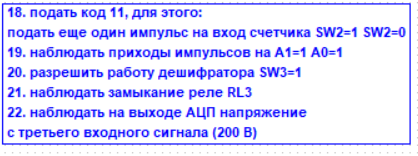 18. подать код 11, для этого:
подать еще один импульс на вход счетчика SW2=1 SW2=0
19. наблюдать приходы импульсов на A1=1 A0=1
20. разрешить работу дешифратора SW3=1
21. наблюдать замыкание реле RL3
22. наблюдать на выходе АЦП напряжение
с третьего входного сигнала (200 В)